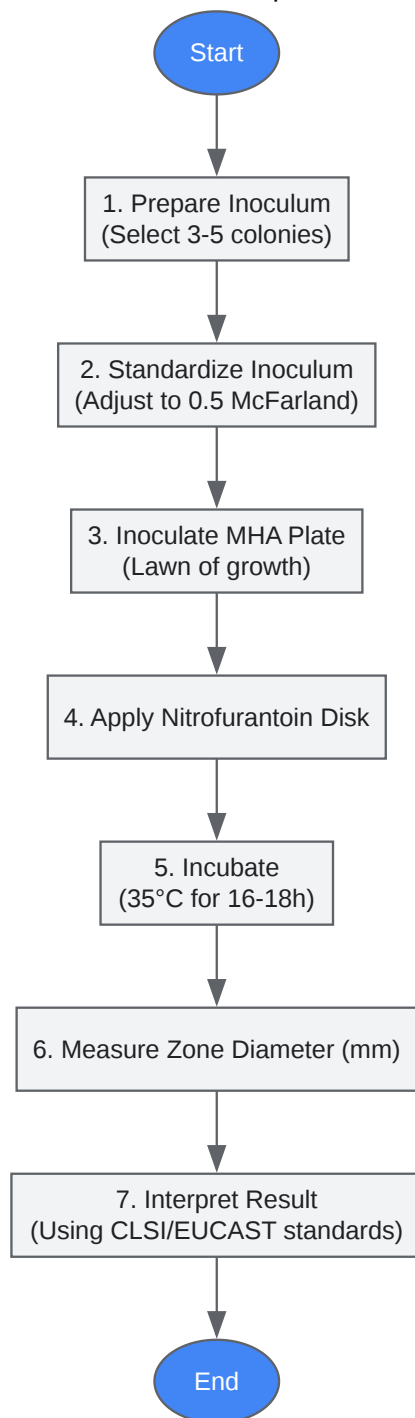 Start
1. Prepare Inoculum
(Select 3-5 colonies)
2. Standardize Inoculum
(Adjust to 0.5 McFarland)
3. Inoculate MHA Plate
(Lawn of growth)
4. Apply Nitrofurantoin Disk
5. Incubate
(35°C for 16-18h)
6. Measure Zone Diameter (mm)
7. Interpret Result
(Using CLSI/EUCAST standards)
End